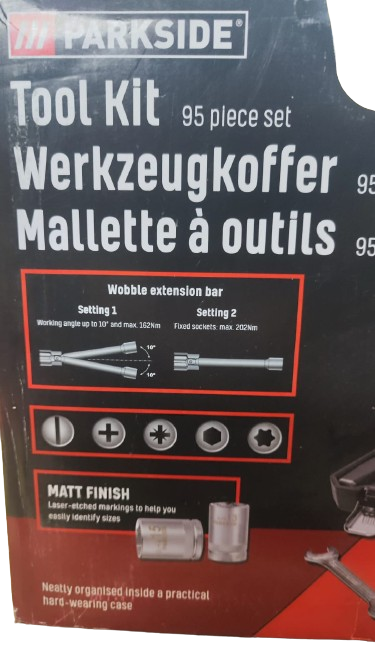 PARKSIDE®
Tool Kit 95 piece set
Werkzeugkoffer 95
Mallette à outils 95
Wobble extension bar
Setting 1 Setting 2
Working angle up to 10° and max. 162Nm Fixed sockets: max. 202Nm
10°
10°
MATT FINISH
Laser-etched markings to help you
easily identify sizes
Neatly organised inside a practical
hard-wearing case